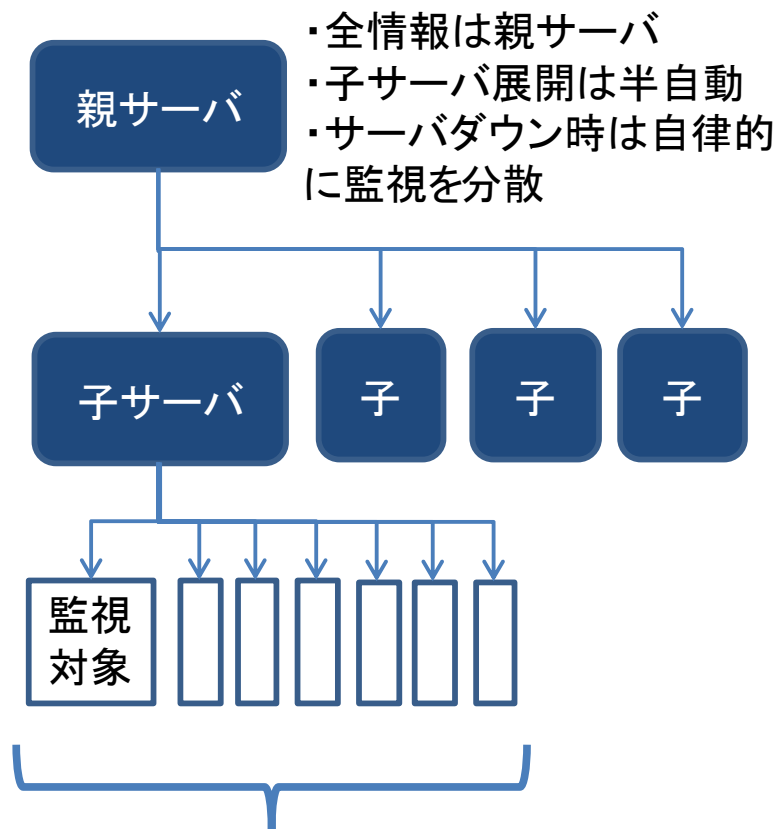 ・全情報は親サーバ
・子サーバ展開は半自動
・サーバダウン時は自律的
に監視を分散
親サーバ
子サーバ
子
子
子
監視
対象